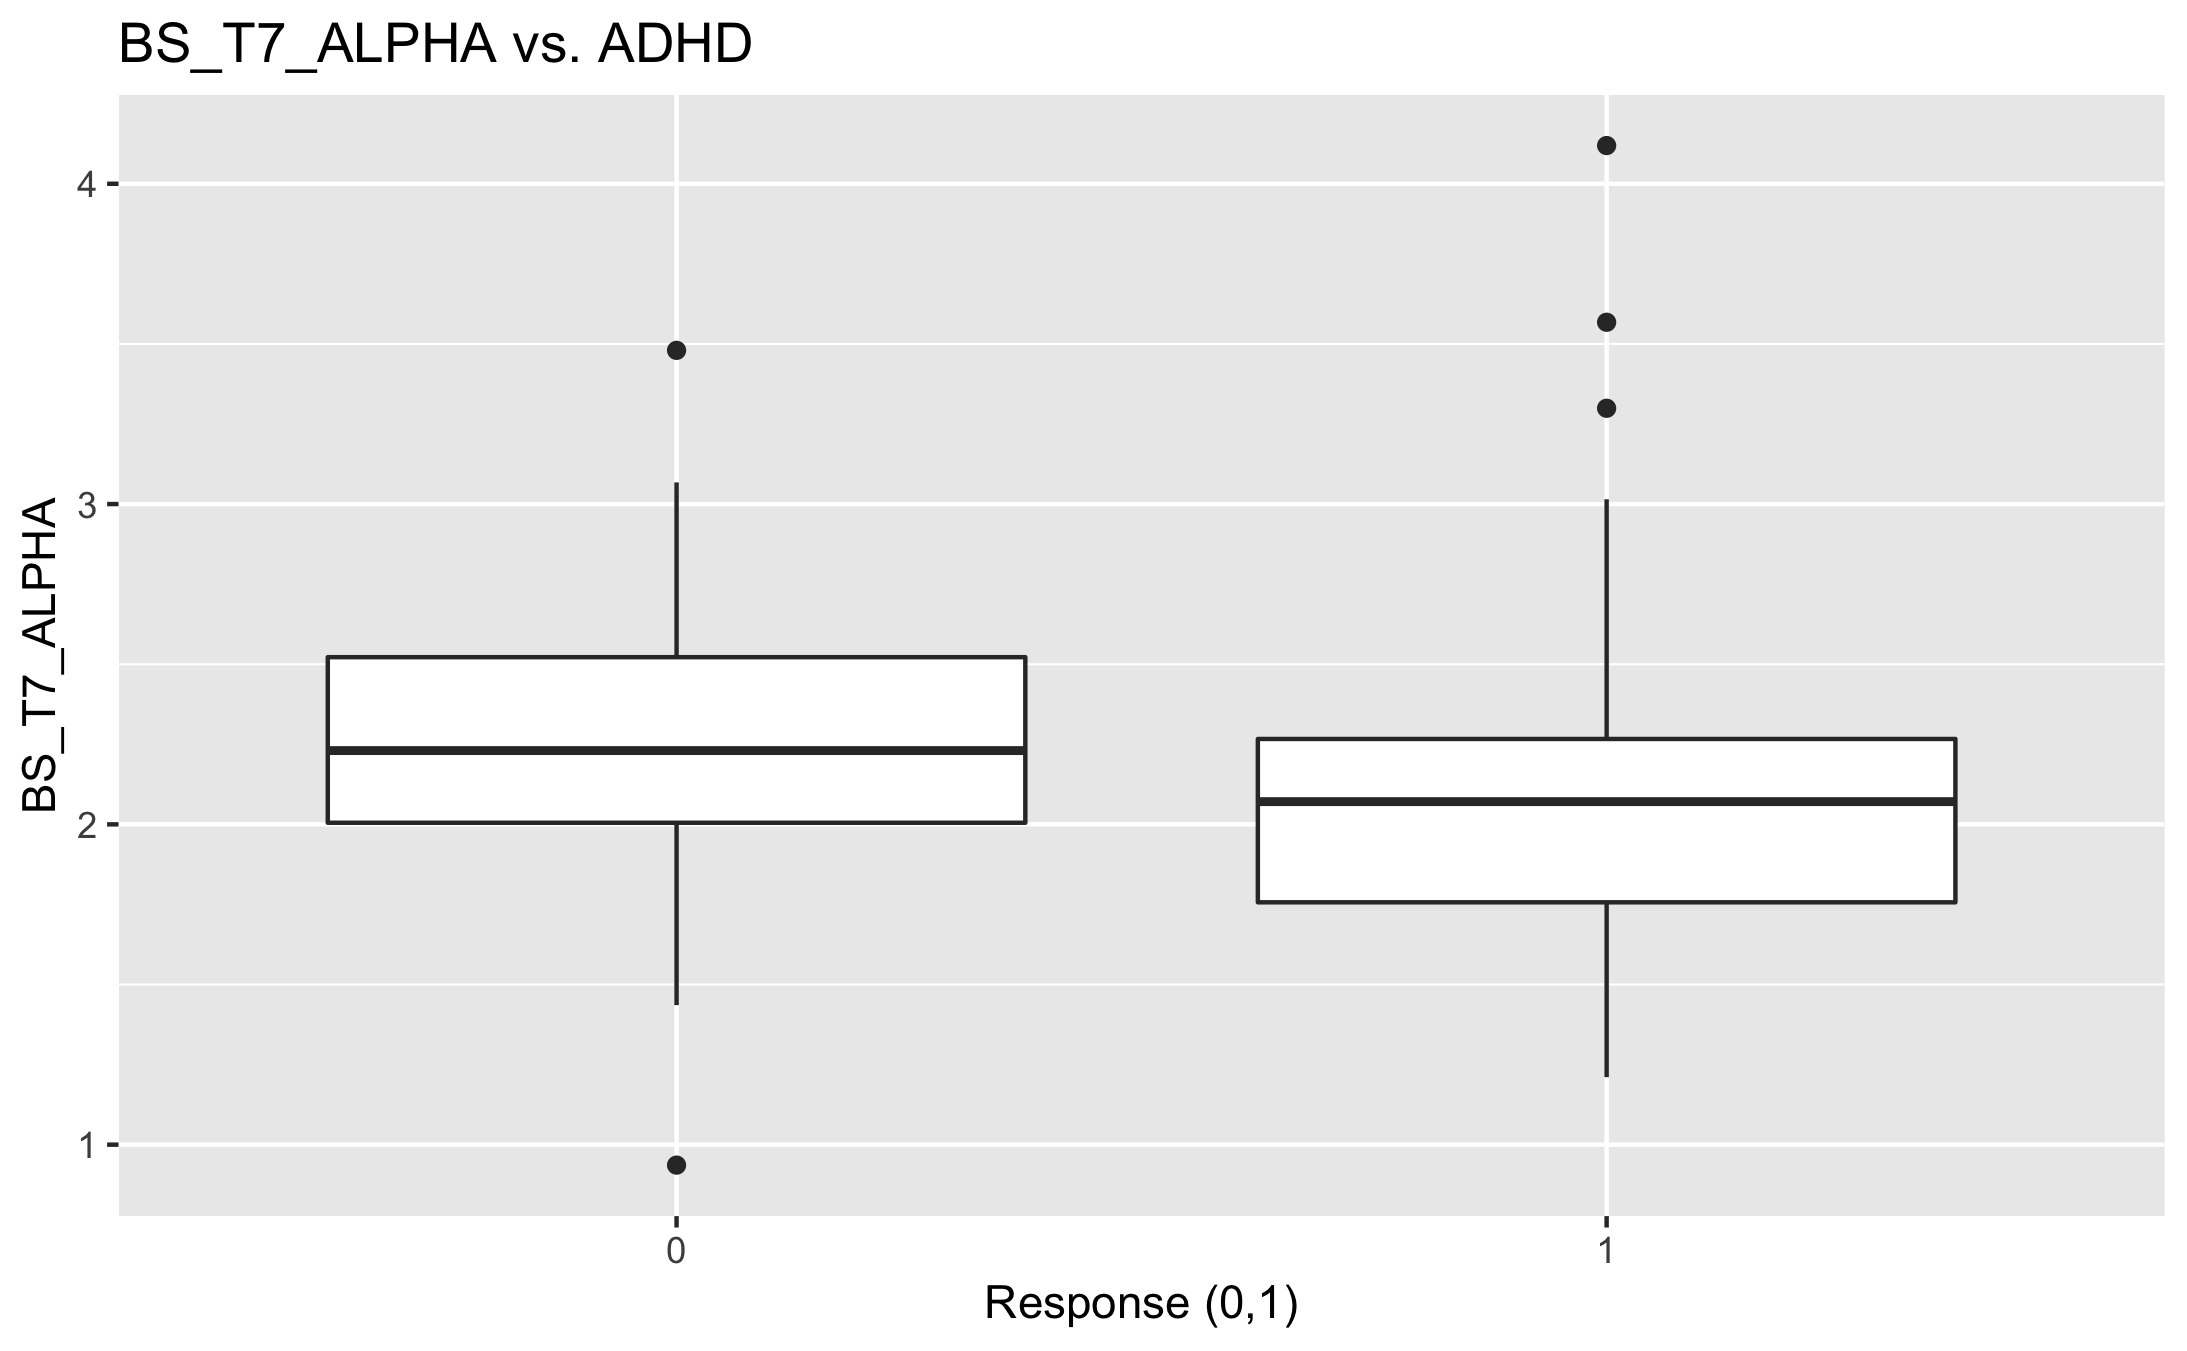 BS_T7_ALPHA vs. ADHD
BS_T7_ALPHA
4
3
2
1
0 1
Response (0,1)